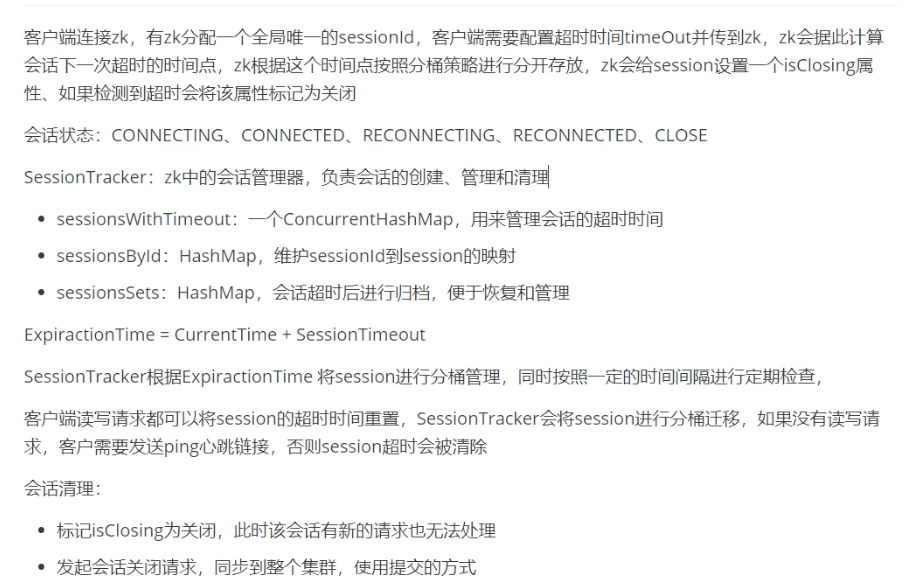 客户端连接zk，有zk分配一个全局唯一的sessionId，客户端需要配置超时时间timeOut并传到zk，zk会据此计算
会话下一次超时的时间点，zk根据这个时间点按照分桶策略进行分开存放，zk会给session设置一个isClosing属
性、如果检测到超时会将该属性标记为关闭
会话状态：CONNECTING、CONNECTED、RECONNECTING、RECONNECTED、CLOSE
SessionTracker：zk中的会话管理器，负责会话的创建、管理和清理
• sessionsWithTimeout：一个ConcurrentHashMap，用来管理会话的超时时间
• sessionsById：HashMap，维护sessionId到session的映射
• sessionsSets：HashMap，会话超时后进行归档，便于恢复和管理
ExpiractionTime = CurrentTime + SessionTimeout
SessionTracker根据ExpiractionTime 将session进行分桶管理，同时按照一定的时间间隔进行定期检查，
客户端读写请求都可以将session的超时时间重置，SessionTracker会将session进行分桶迁移，如果没有读写请
求，客户需要发送ping心跳链接，否则session超时会被清除
会话清理：
• 标记isClosing为关闭，此时该会话有新的请求也无法处理
• 发起会话关闭请求，同步到整个集群，使用提交的方式